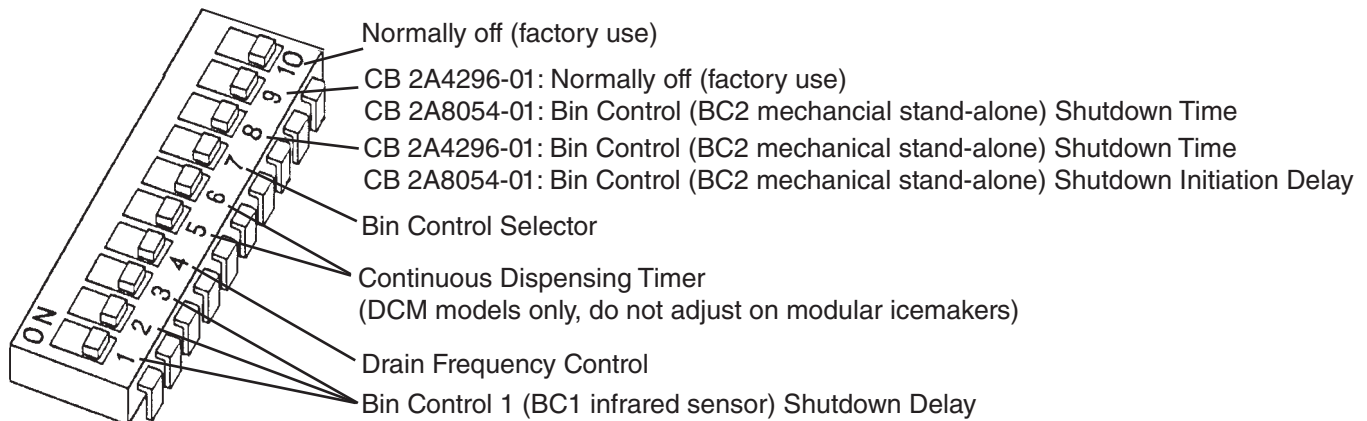 Normally off (factory use)
CB 2A4296-01: Normally off (factory use)
CB 2A8054-01: Bin Control (BC2 mechancial stand-alone) Shutdown Time
CB 2A4296-01: Bin Control (BC2 mechanical stand-alone) Shutdown Time
CB 2A8054-01: Bin Control (BC2 mechanical stand-alone) Shutdown Initiation Delay
Bin Control Selector
Continuous Dispensing Timer
(DCM models only, do not adjust on modular icemakers)
Drain Frequency Control
Bin Control 1 (BC1 infrared sensor) Shutdown Delay
10
9
8
7
6
5
4
3
2
1
ON